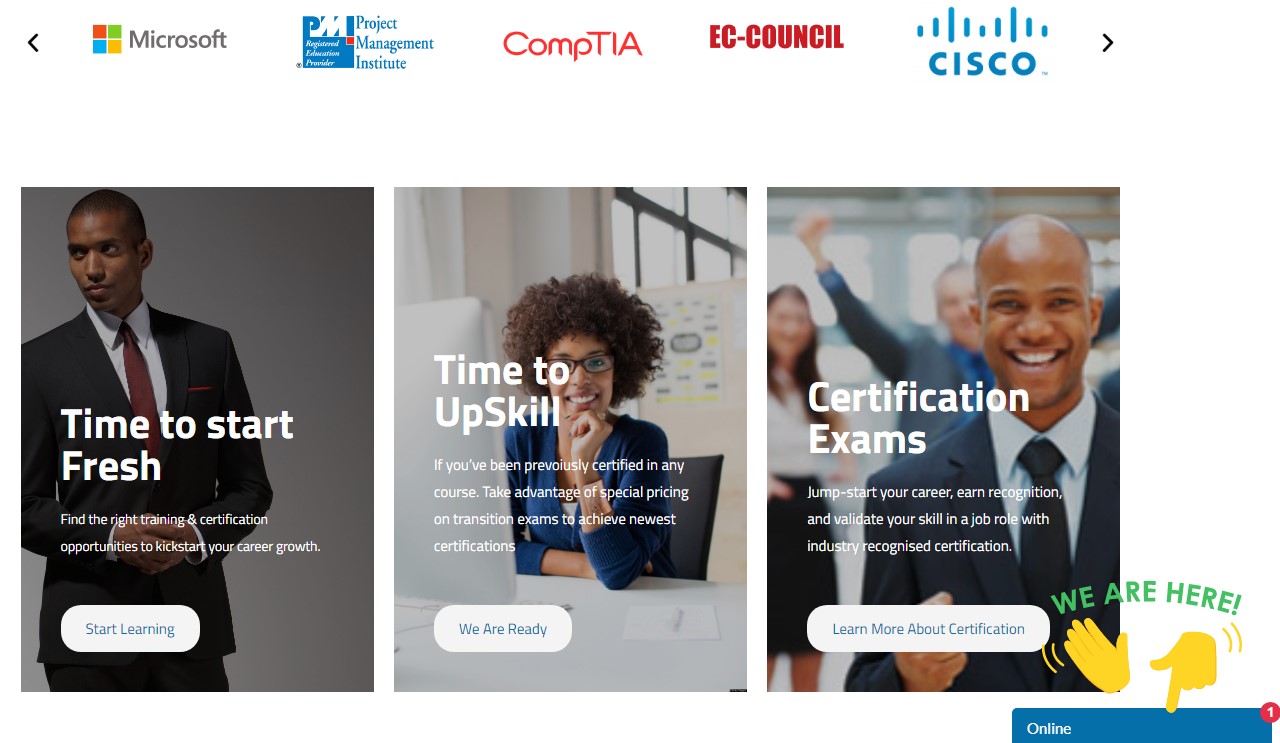 Microsoft
PMI
Registered
Education
Provider
®
Project
Management
Institute
CompTIA
EC-COUNCIL
CISCO
™
Time to start
Fresh
Find the right training & certification
opportunities to kickstart your career growth.
Start Learning
Time to
UpSkill
If you’ve been prevoiusly certified in any
course. Take advantage of special pricing
on transition exams to achieve newest
certifications
We Are Ready
Certification
Exams
Jump-start your career, earn recognition,
and validate your skill in a job role with
industry recognised certification.
Learn More About Certification
WE ARE HERE!
Online
1